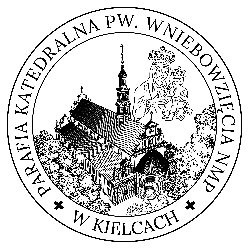 PARAFIA KATEDRALNA PW. WNIEBOWZIĘCIA NMP
W KIELCACH